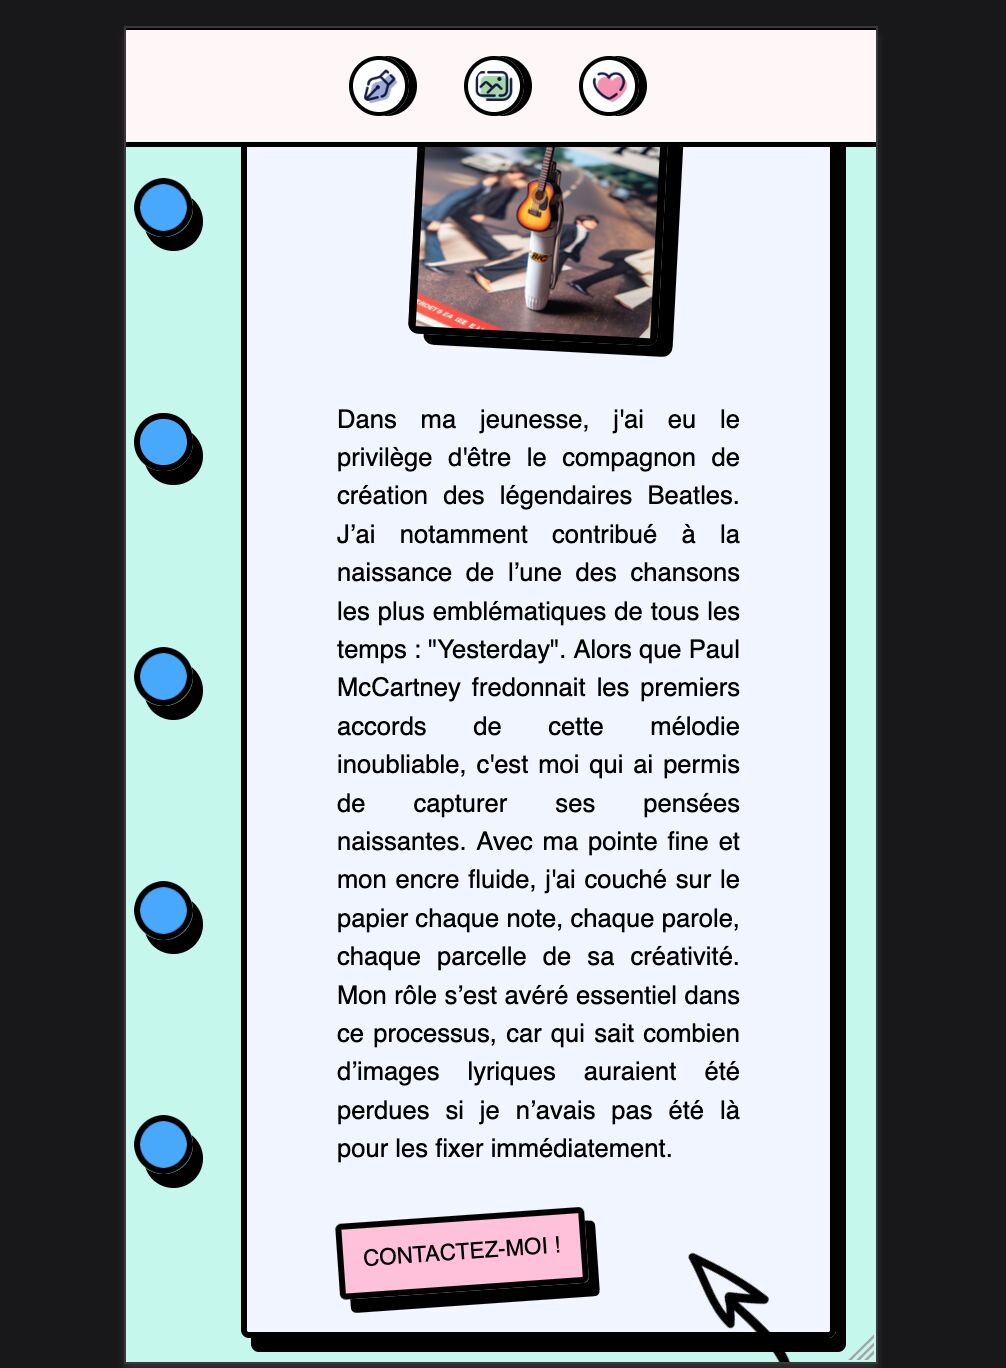 BIC
Dans ma jeunesse, j'ai eu le
privilège d'être le compagnon de
création des légendaires Beatles.
J’ai notamment contribué à la
naissance de l’une des chansons
les plus emblématiques de tous les
temps : "Yesterday". Alors que Paul
McCartney fredonnait les premiers
accords de cette mélodie
inoubliable, c'est moi qui ai permis
de capturer ses pensées
naissantes. Avec ma pointe fine et
mon encre fluide, j'ai couché sur le
papier chaque note, chaque parole,
chaque parcelle de sa créativité.
Mon rôle s’est avéré essentiel dans
ce processus, car qui sait combien
d’images lyriques auraient été
perdues si je n’avais pas été là
pour les fixer immédiatement.
CONTACTEZ-MOI !